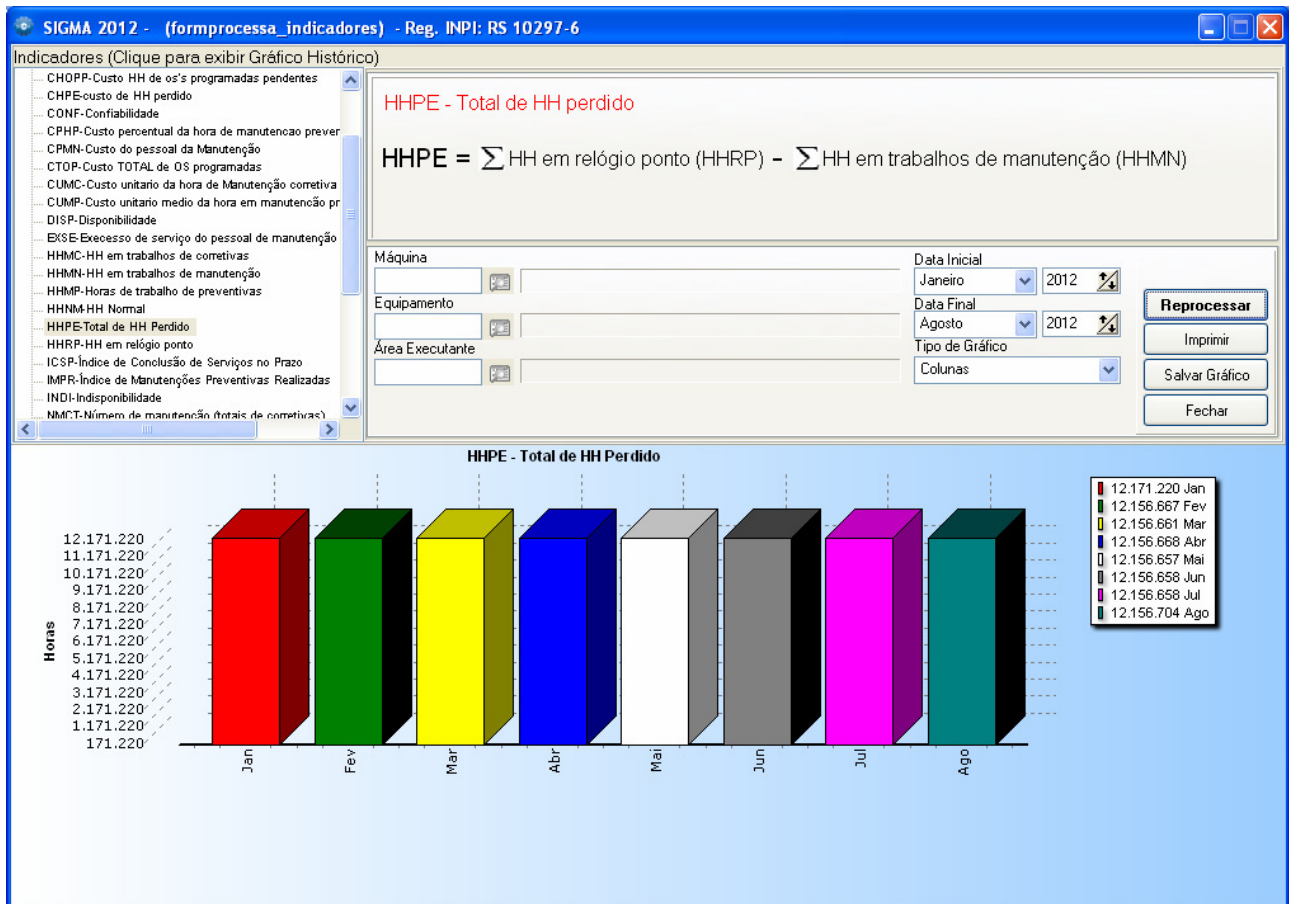 SIGMA 2012 - (formprocessa_indicadores) - Reg. INPI: RS 10297-6
Indicadores (Clique para exibir Gráfico Histórico)
CHOPP-Custo HH de os's programadas pendentes
CHPE-custo de HH perdido
CONF-Confiabilidade
CPHP-Custo percentual da hora de manutencao prever
CPMN-Custo do pessoal da Manutenção
CTOP-Custo TOTAL de OS programadas
CUMC-Custo unitario da hora de Manutenção corretiva
CUMP-Custo unitario medio da hora em manutencão pr
DISP-Disponibilidade
EXSE-Execesso de serviço do pessoal de manutenção
HHMC-HH em trabalhos de corretivas
HHMN-HH em trabalhos de manutenção
HHMP-Horas de trabalho de preventivas
HHNM-HH Normal
HHPE-Total de HH Perdido
HHRP-HH em relógio ponto
ICSP-Índice de Conclusão de Serviços no Prazo
IMPR-Índice de Manutenções Preventivas Realizadas
INDI-Indisponibilidade
NMCT-Número de manutenção (totais de corretivas)
HHPE - Total de HH perdido
HHPE = ∑ HH em relógio ponto (HHRP) - ∑ HH em trabalhos de manutenção (HHMN)
Máquina
Equipamento
Área Executante
Data Inicial
Janeiro 2012
Data Final
Agosto 2012
Tipo de Gráfico
Colunas
Reprocessar
Imprimir
Salvar Gráfico
Fechar
HHPE - Total de HH Perdido
Horas
12.171.220
11.171.220
10.171.220
9.171.220
8.171.220
7.171.220
6.171.220
5.171.220
4.171.220
3.171.220
2.171.220
1.171.220
171.220
Jan
Fev
Mar
Abr
Mai
Jun
Jul
Ago
12.171.220 Jan
12.156.667 Fev
12.156.661 Mar
12.156.668 Abr
12.156.657 Mai
12.156.658 Jun
12.156.658 Jul
12.156.704 Ago